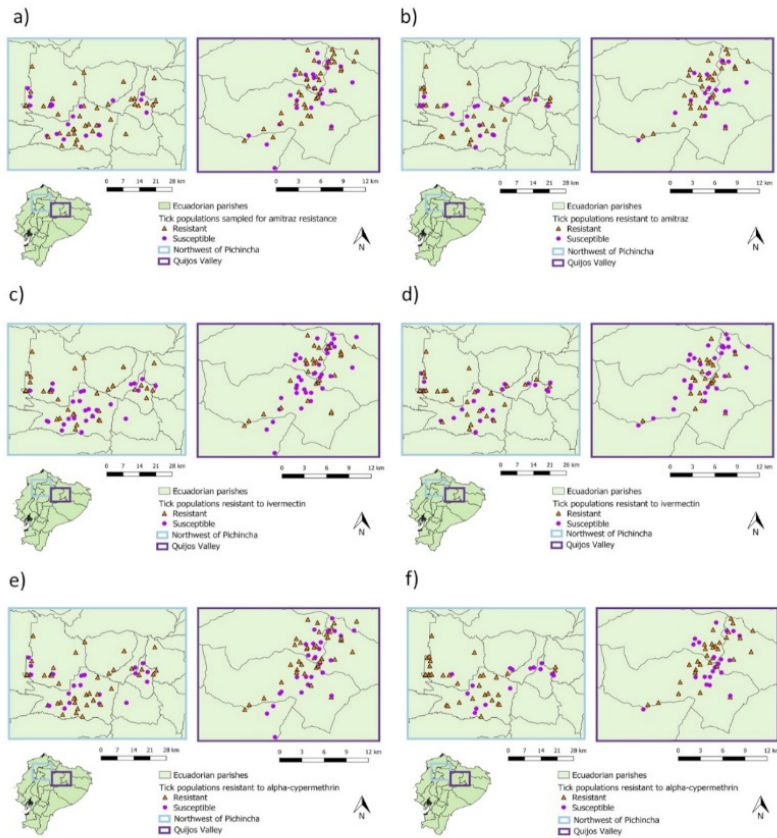 a)
b)
0 7 14 21 28 km
0 3 6 9 12 km
0 7 14 21 28 km
0 3 6 9 12 km
Ecuadorian parishes
Tick populations sampled for amitraz resistance
Resistant
Susceptible
Northwest of Pichincha
Quijos Valley
N
Ecuadorian parishes
Tick populations resistant to amitraz
Resistant
Susceptible
Northwest of Pichincha
Quijos Valley
N
c)
d)
0 7 14 21 28 km
0 3 6 9 12 km
0 7 14 21 28 km
0 3 6 9 12 km
Ecuadorian parishes
Tick populations resistant to ivermectin
Resistant
Susceptible
Northwest of Pichincha
Quijos Valley
N
Ecuadorian parishes
Tick populations resistant to ivermectin
Resistant
Susceptible
Northwest of Pichincha
Quijos Valley
N
e)
f)
0 7 14 21 28 km
0 3 6 9 12 km
0 7 14 21 28 km
0 3 6 9 12 km
Ecuadorian parishes
Tick populations resistant to alpha-cypermethrin
Resistant
Susceptible
Northwest of Pichincha
Quijos Valley
N
Ecuadorian parishes
Tick populations resistant to alpha-cypermethrin
Resistant
Susceptible
Northwest of Pichincha
Quijos Valley
N